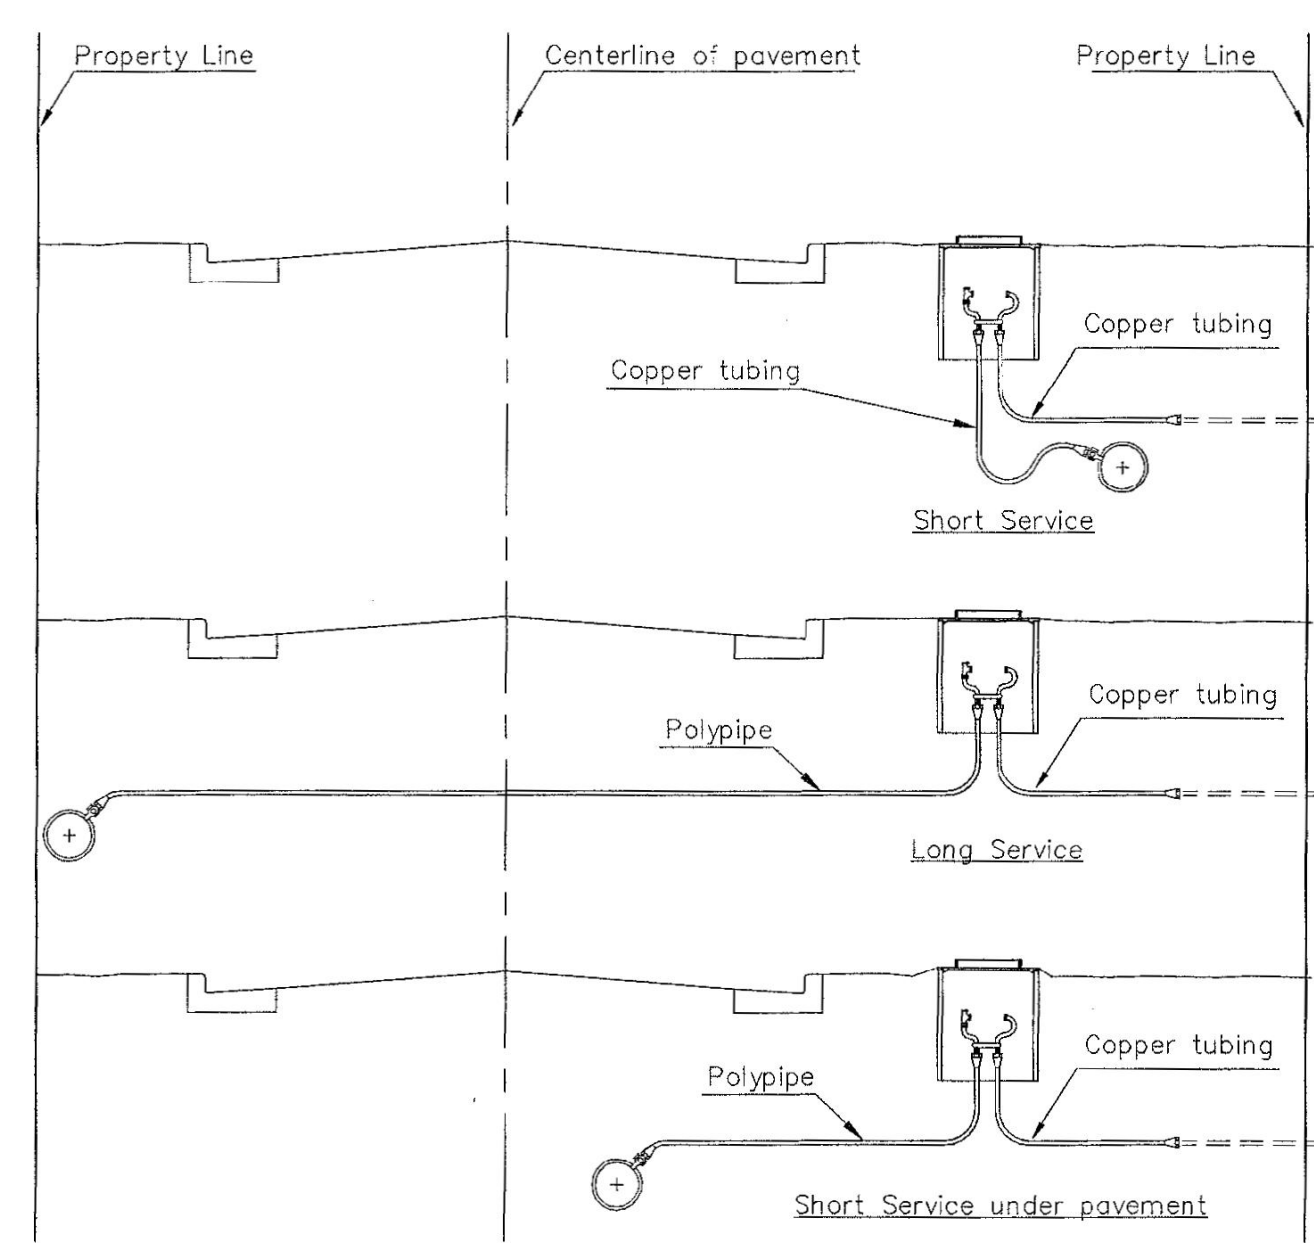 Property Line
Centerline of pavement
Property Line
Copper tubing
Copper tubing
Short Service
Copper tubing
Polypipe
Long Service
Copper tubing
Polypipe
Short Service under pavement